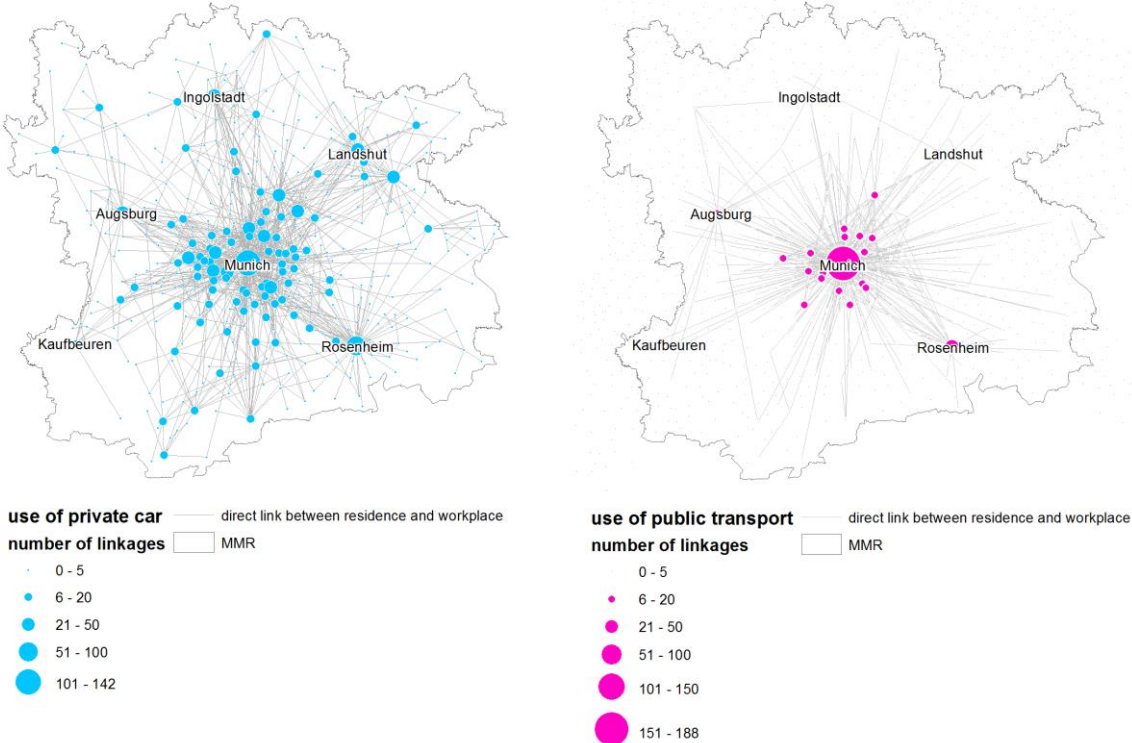 Ingolstadt
Landshut
Augsburg
Munich
Kaufbeuren
Rosenheim
use of private car
direct link between residence and workplace
number of linkages
MMR
0 - 5
6 - 20
21 - 50
51 - 100
101 - 142
Ingolstadt
Landshut
Augsburg
Munich
Kaufbeuren
Rosenheim
use of public transport
direct link between residence and workplace
number of linkages
MMR
0 - 5
6 - 20
21 - 50
51 - 100
101 - 150
151 - 188